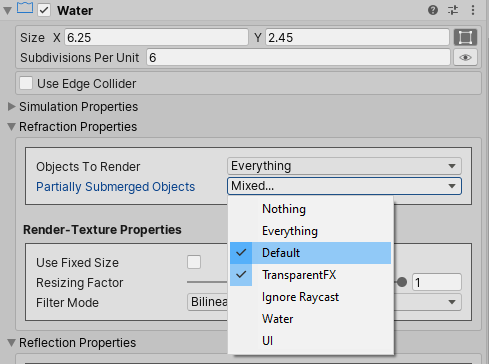 Water
Size X 6.25 Y 2.45
Subdivisions Per Unit 6
Use Edge Collider
Simulation Properties
Refraction Properties
Objects To Render Everything
Partially Submerged Objects Mixed...
Nothing
Everything
Render-Texture Properties
Default
Use Fixed Size
TransparentFX
Resizing Factor 1
Ignore Raycast
Filter Mode Bilinea
Water
UI
Reflection Properties